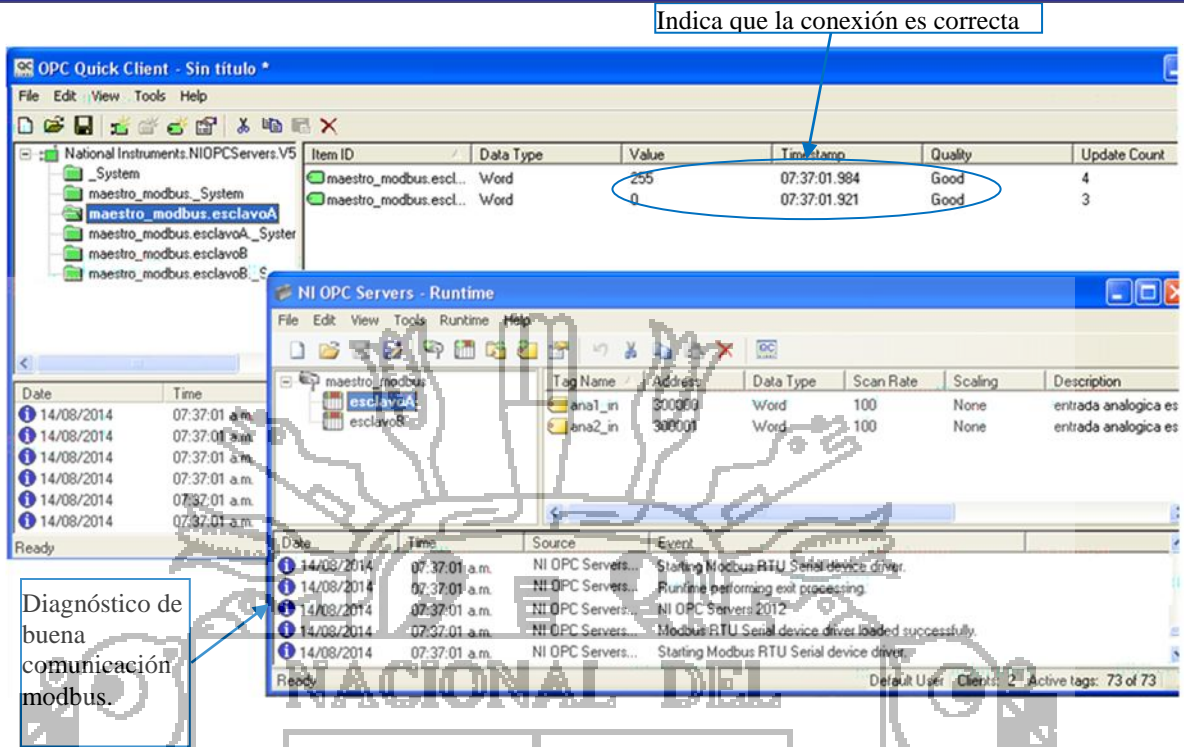 Indica que la conexión es correcta
OPC Quick Client - Sin título *
File Edit View Tools Help
National Instruments.NIOPCServers.V5
_System
maestro_modbus._System
maestro_modbus.esclavoA
maestro_modbus.esclavoA._System
maestro_modbus.esclavoB
maestro_modbus.esclavoB._S
Item ID Data Type Value Timestamp Quality Update Count
maestro_modbus.escl... Word 255 07:37:01.984 Good 4
maestro_modbus.escl... Word 0 07:37:01.921 Good 3
Date Time
14/08/2014 07:37:01 a.m.
14/08/2014 07:37:01 a.m.
14/08/2014 07:37:01 a.m.
14/08/2014 07:37:01 a.m.
14/08/2014 07:37:01 a.m.
14/08/2014 07:37:01 a.m.
Ready
NI OPC Servers - Runtime
File Edit View Tools Runtime Help
maestro_modbus
esclavoA
esclavoB
Tag Name Address Data Type Scan Rate Scaling Description
ana1_in 300000 Word 100 None entrada analogica es
ana2_in 300001 Word 100 None entrada analogica es
Date Time Source Event
14/08/2014 07:37:01 a.m. NI OPC Servers... Starting Modbus RTU Serial device driver.
14/08/2014 07:37:01 a.m. NI OPC Servers... Runtime performing exit processing.
14/08/2014 07:37:01 a.m. NI OPC Servers... NI OPC Servers 2012
14/08/2014 07:37:01 a.m. NI OPC Servers... Modbus RTU Serial device driver loaded successfully.
14/08/2014 07:37:01 a.m. NI OPC Servers... Starting Modbus RTU Serial device driver.
Ready Default User Clients: 2 Active tags: 73 of 73
Diagnóstico de
buena
comunicación
modbus.
NACIONAL DEL